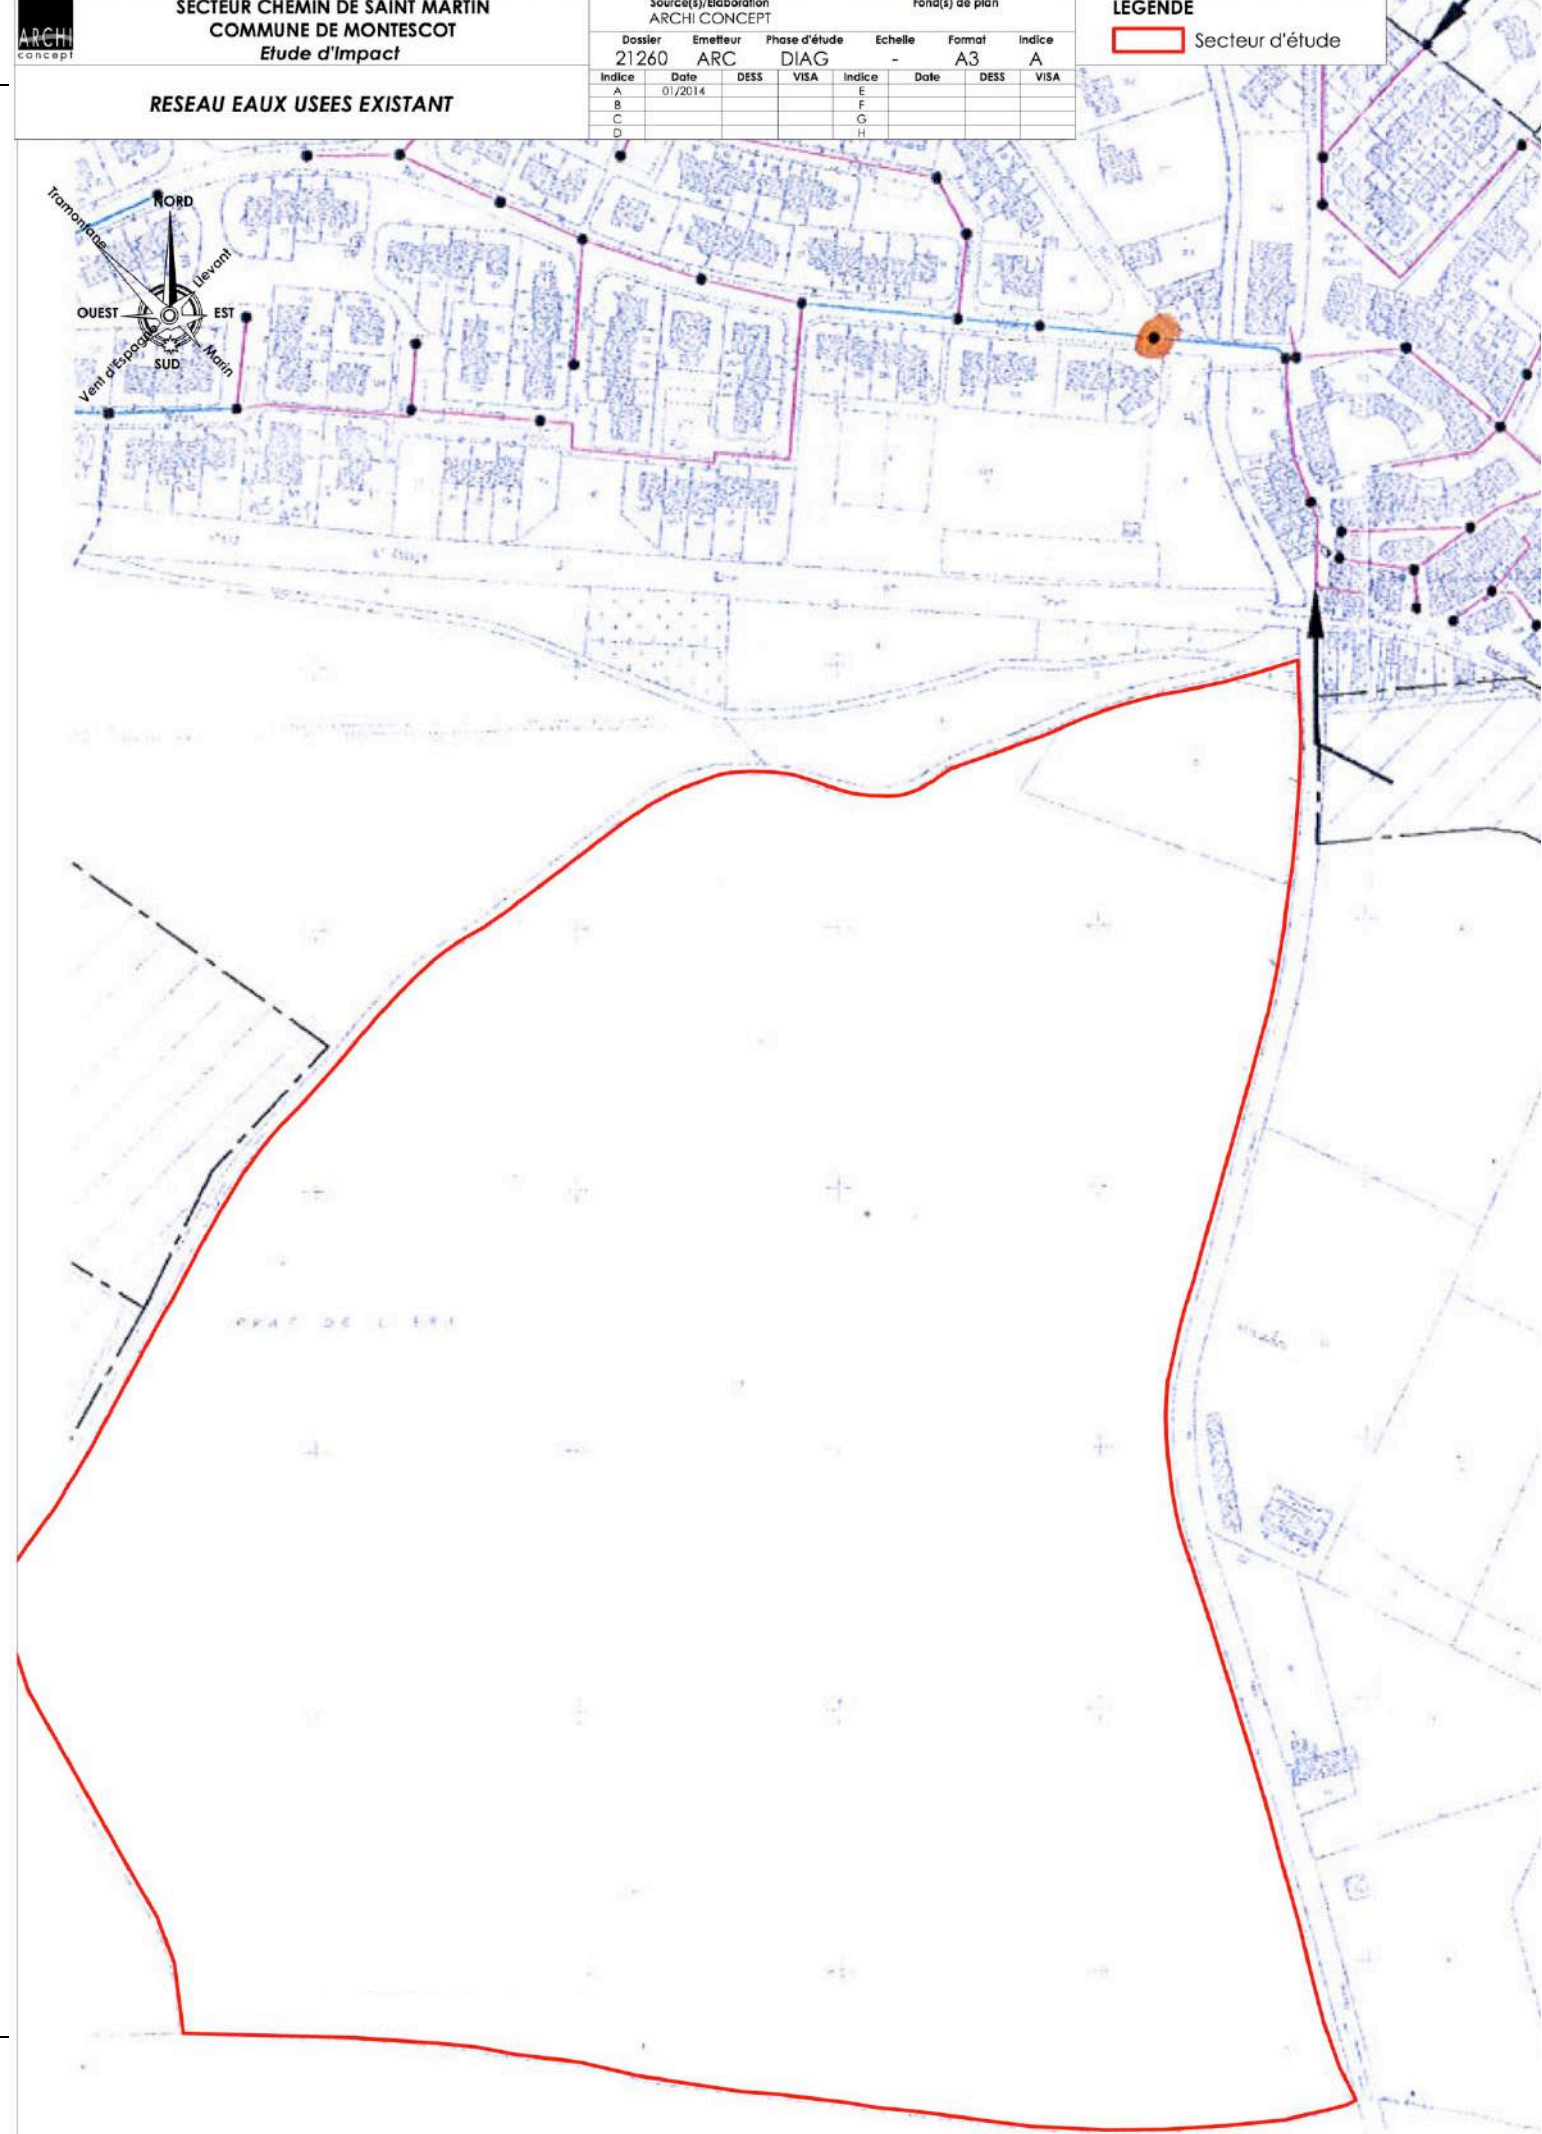 ARCHI
concept
SECTEUR CHEMIN DE SAINT MARTIN
COMMUNE DE MONTESCOT
Etude d'Impact
RESEAU EAUX USEES EXISTANT
Source(s)/Elaboration
Fond(s) de plan
ARCHI CONCEPT
Dossier Emetteur Phase d'étude Echelle Format Indice
21260 ARC DIAG - A3 A
Indice Date DESS VISA Indice Date DESS VISA
A 01/2014 E
B F
C G
D H
LEGENDE
Secteur d'étude
NORD
Tramontane
Llevant
OUEST
EST
Vent d'Espagne
SUD
Marin
PRAT DE L